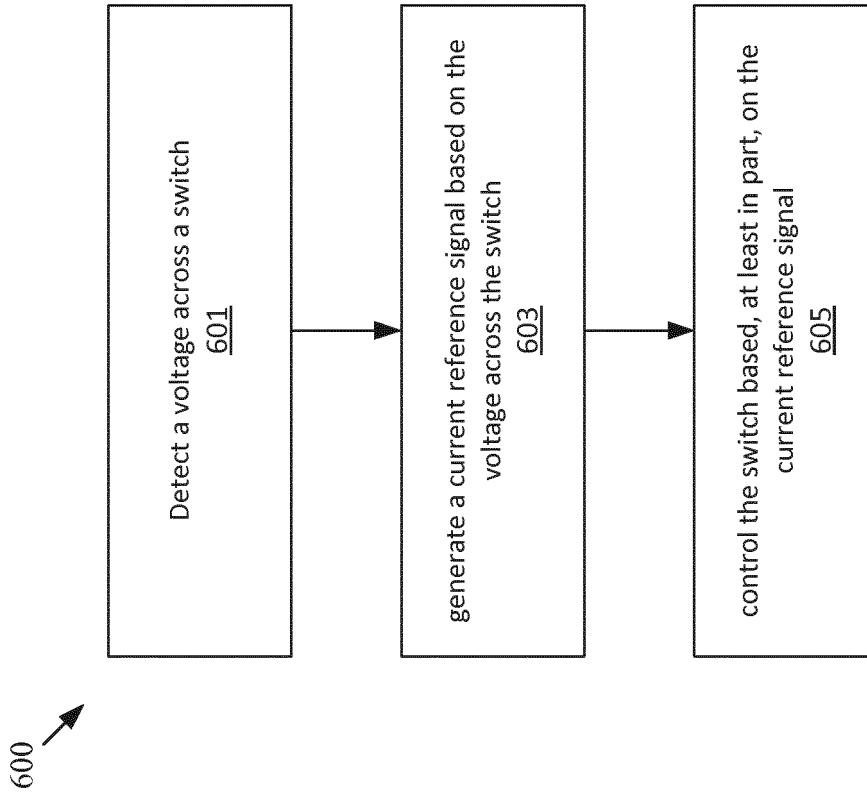 600
Detect a voltage across a switch
601
generate a current reference signal based on the
voltage across the switch
603
control the switch based, at least in part, on the
current reference signal
605